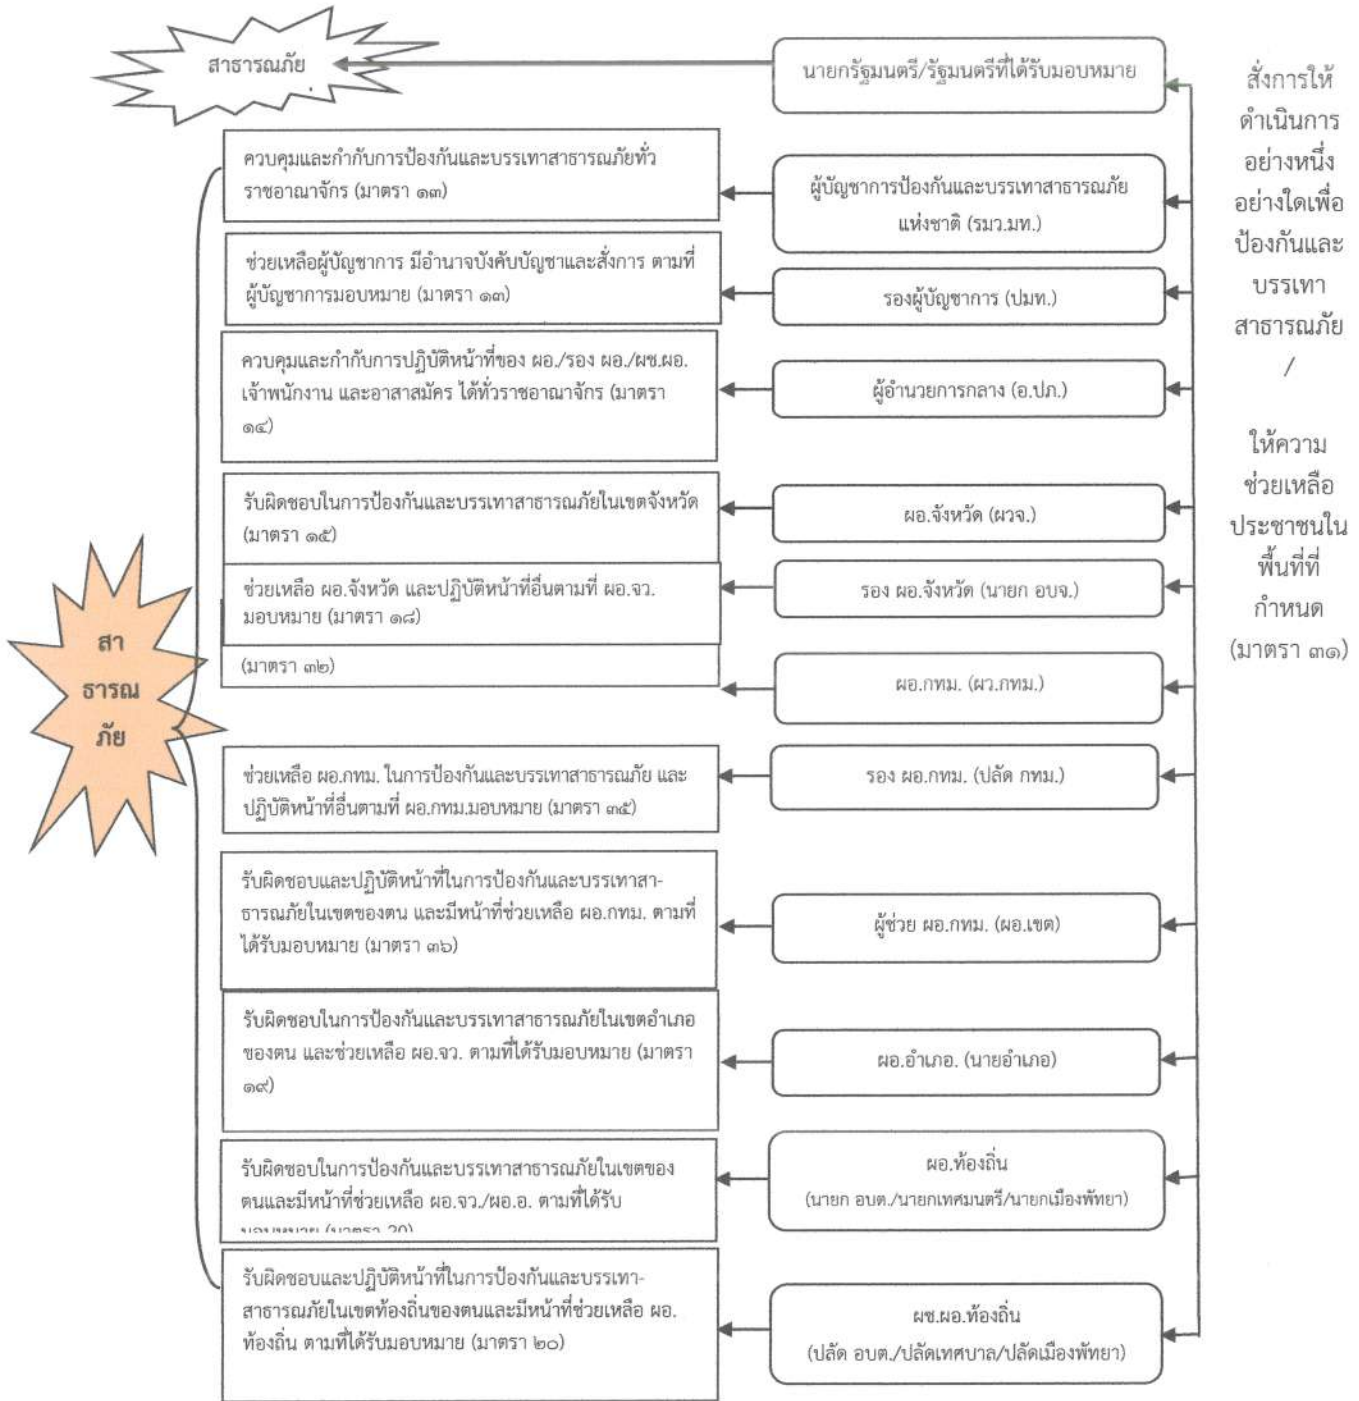 สาธารณภัย
นายกรัฐมนตรี/รัฐมนตรีที่ได้รับมอบหมาย
ควบคุมและกำกับการป้องกันและบรรเทาสาธารณภัยทั่ว
ราชอาณาจักร (มาตรา ๑๓)
ผู้บัญชาการป้องกันและบรรเทาสาธารณภัย
แห่งชาติ (รมว.มท.)
ช่วยเหลือผู้บัญชาการ มีอำนาจบังคับบัญชาและสั่งการ ตามที่
ผู้บัญชาการมอบหมาย (มาตรา ๑๓)
รองผู้บัญชาการ (ปมท.)
ควบคุมและกำกับการปฏิบัติหน้าที่ของ ผอ./รอง ผอ./ผช.ผอ.
เจ้าพนักงาน และอาสาสมัคร ได้ทั่วราชอาณาจักร (มาตรา
๑๔)
ผู้อำนวยการกลาง (อ.ปภ.)
รับผิดชอบในการป้องกันและบรรเทาสาธารณภัยในเขตจังหวัด
(มาตรา ๑๕)
ผอ.จังหวัด (ผวจ.)
ช่วยเหลือ ผอ.จังหวัด และปฏิบัติหน้าที่อื่นตามที่ ผอ.จว.
มอบหมาย (มาตรา ๑๘)
รอง ผอ.จังหวัด (นายก อบจ.)
(มาตรา ๓๒)
ผอ.กทม. (ผว.กทม.)
ช่วยเหลือ ผอ.กทม. ในการป้องกันและบรรเทาสาธารณภัย และ
ปฏิบัติหน้าที่อื่นตามที่ ผอ.กทม.มอบหมาย (มาตรา ๓๕)
รอง ผอ.กทม. (ปลัด กทม.)
รับผิดชอบและปฏิบัติหน้าที่ในการป้องกันและบรรเทาสา-
ธารณภัยในเขตของตน และมีหน้าที่ช่วยเหลือ ผอ.กทม. ตามที่
ได้รับมอบหมาย (มาตรา ๓๖)
ผู้ช่วย ผอ.กทม. (ผอ.เขต)
รับผิดชอบในการป้องกันและบรรเทาสาธารณภัยในเขตอำเภอ
ของตน และช่วยเหลือ ผอ.จว. ตามที่ได้รับมอบหมาย (มาตรา
๑๙)
ผอ.อำเภอ. (นายอำเภอ)
รับผิดชอบในการป้องกันและบรรเทาสาธารณภัยในเขตของ
ตนและมีหน้าที่ช่วยเหลือ ผอ.จว./ผอ.อ. ตามที่ได้รับ
มอบหมาย (มาตรา 20)
ผอ.ท้องถิ่น
(นายก อบต./นายกเทศมนตรี/นายกเมืองพัทยา)
รับผิดชอบและปฏิบัติหน้าที่ในการป้องกันและบรรเทา-
สาธารณภัยในเขตท้องถิ่นของตนและมีหน้าที่ช่วยเหลือ ผอ.
ท้องถิ่น ตามที่ได้รับมอบหมาย (มาตรา ๒๐)
ผช.ผอ.ท้องถิ่น
(ปลัด อบต./ปลัดเทศบาล/ปลัดเมืองพัทยา)
สา
ธารณ
ภัย
สั่งการให้
ดำเนินการ
อย่างหนึ่ง
อย่างใดเพื่อ
ป้องกันและ
บรรเทา
สาธารณภัย
/
ให้ความ
ช่วยเหลือ
ประชาชนใน
พื้นที่ที่
กำหนด
(มาตรา ๓๑)